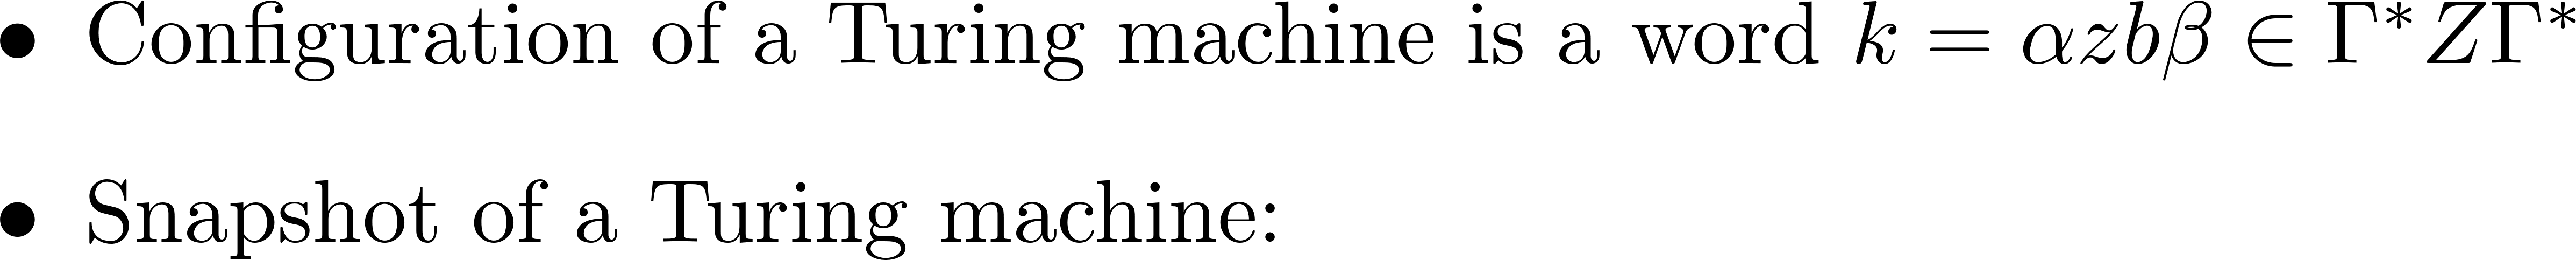 • Configuration of a Turing machine is a word k = αzbβ ∈ Γ*ZΓ*
• Snapshot of a Turing machine: